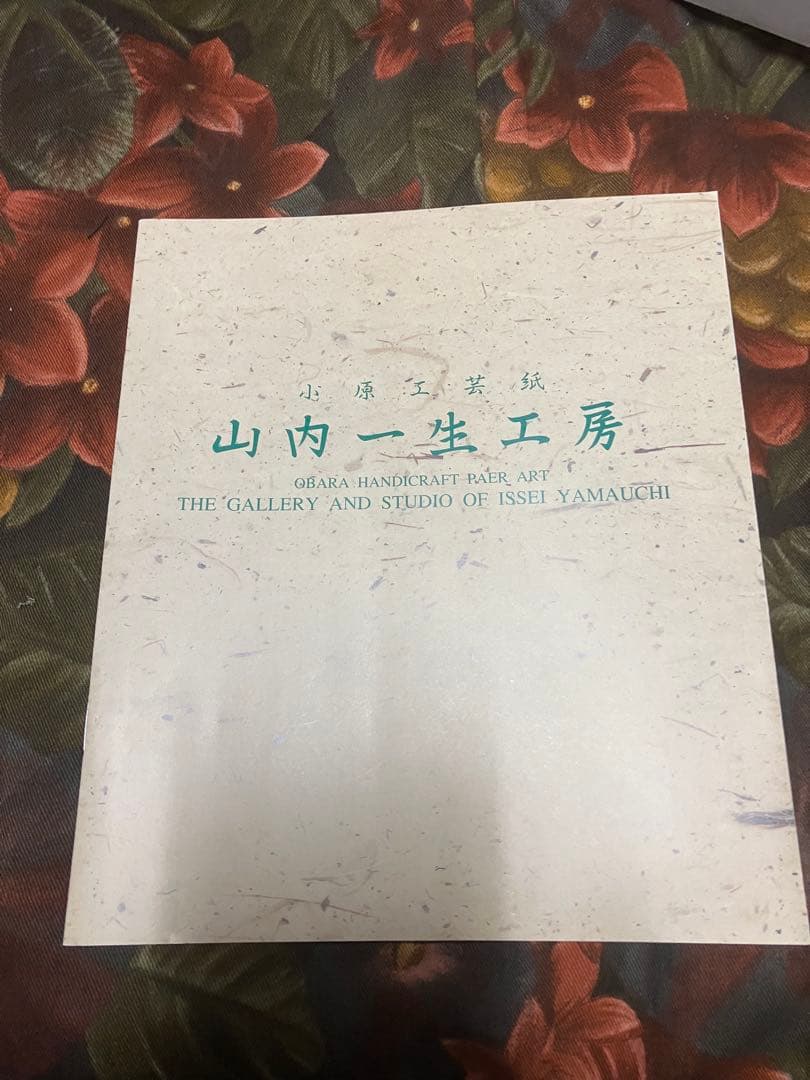 小原工芸紙
山内一生工房
OBARA HANDICRAFT PAER ART
THE GALLERY AND STUDIO OF ISSEI YAMAUCHI